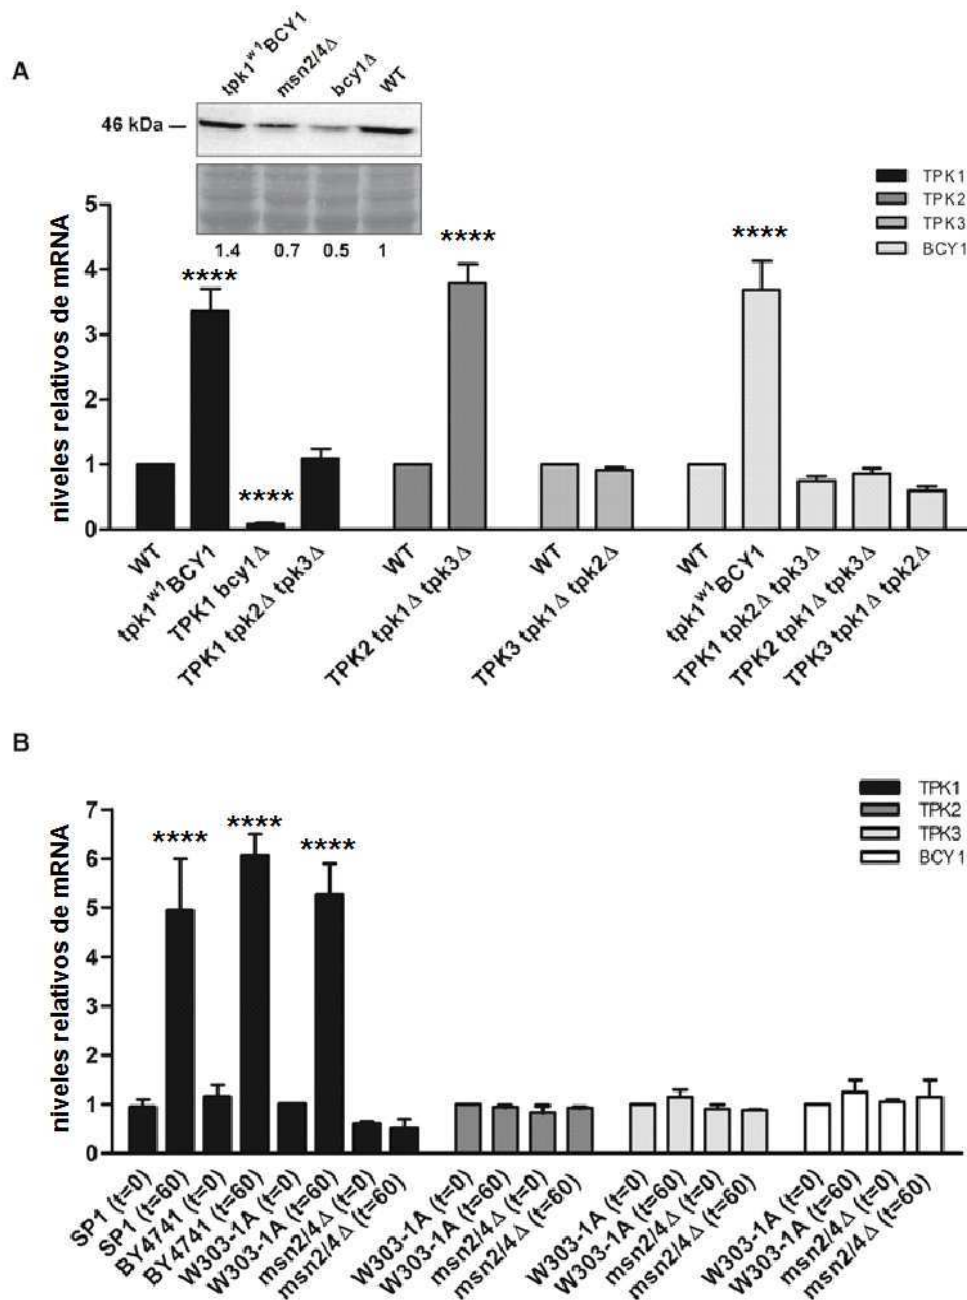 A
tpk1ʷ¹BCY1
msn2/4Δ
bcy1Δ
WT
46 kDa
1.4 0.7 0.5 1
TPK1
TPK2
TPK3
BCY1
niveles relativos de mRNA
5
4
3
2
1
0
****
****
****
****
WT
tpk1ʷ¹BCY1
TPK1 bcy1Δ
TPK1 tpk2Δ tpk3Δ
WT
TPK2 tpk1Δ tpk3Δ
WT
TPK3 tpk1Δ tpk2Δ
WT
tpk1ʷ¹BCY1
TPK1 tpk2Δ tpk3Δ
TPK2 tpk1Δ tpk3Δ
TPK3 tpk1Δ tpk2Δ
B
TPK1
TPK2
TPK3
BCY1
niveles relativos de mRNA
7
6
5
4
3
2
1
0
****
****
****
SP1 (t=0)
SP1 (t=60)
BY4741 (t=0)
BY4741 (t=60)
W303-1A (t=0)
W303-1A (t=60)
msn2/4Δ (t=0)
msn2/4Δ (t=60)
W303-1A (t=0)
W303-1A (t=60)
msn2/4Δ (t=0)
msn2/4Δ (t=60)
W303-1A (t=0)
W303-1A (t=60)
msn2/4Δ (t=0)
msn2/4Δ (t=60)
W303-1A (t=0)
W303-1A (t=60)
msn2/4Δ (t=0)
msn2/4Δ (t=60)